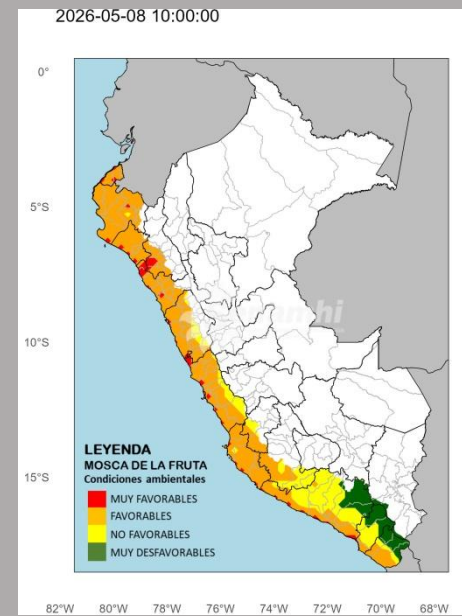 2026-05-08 10:00:00
0°
5°S
10°S
15°S
senamhi
LEYENDA
MOSCA DE LA FRUTA
Condiciones ambientales
MUY FAVORABLES
FAVORABLES
NO FAVORABLES
MUY DESFAVORABLES
82°W 80°W 78°W 76°W 74°W 72°W 70°W 68°W